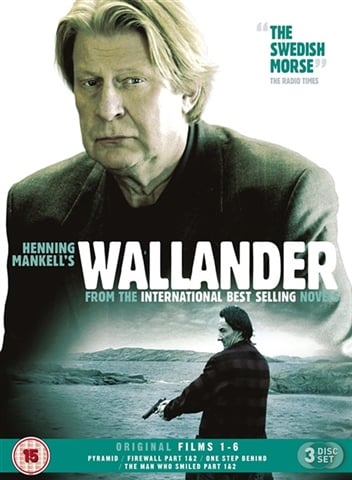 “THE
SWEDISH
MORSE”
THE RADIO TIMES
HENNING
MANKELL'S
WALLANDER
FROM THE INTERNATIONAL BEST SELLING NOVELS
15
ORIGINAL FILMS 1-6
PYRAMID / FIREWALL PART 1&2 / ONE STEP BEHIND
/ THE MAN WHO SMILED PART 1&2
3 DISC
SET